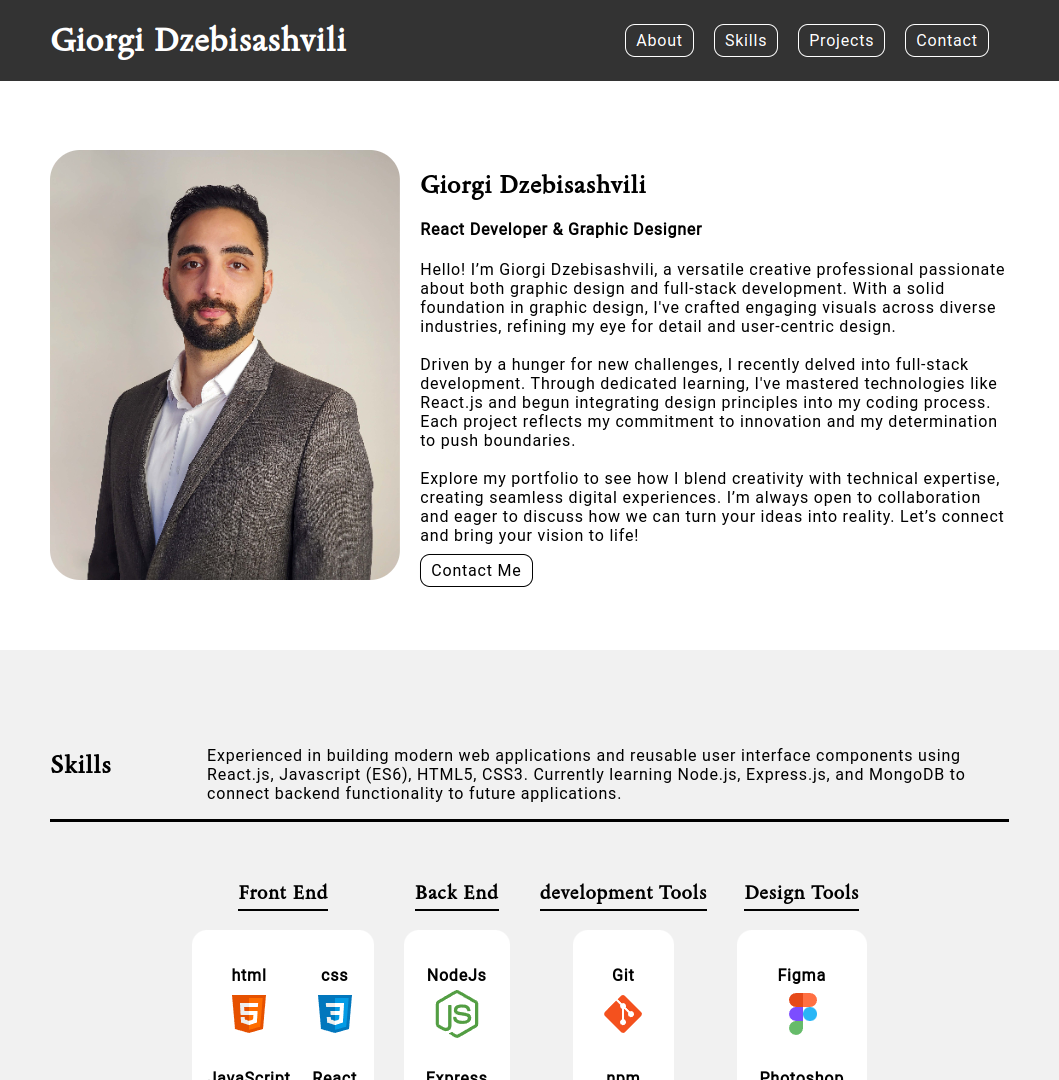 Giorgi Dzebisashvili
About
Skills
Projects
Contact
Giorgi Dzebisashvili
React Developer & Graphic Designer
Hello! I’m Giorgi Dzebisashvili, a versatile creative professional passionate
about both graphic design and full-stack development. With a solid
foundation in graphic design, I've crafted engaging visuals across diverse
industries, refining my eye for detail and user-centric design.
Driven by a hunger for new challenges, I recently delved into full-stack
development. Through dedicated learning, I've mastered technologies like
React.js and begun integrating design principles into my coding process.
Each project reflects my commitment to innovation and my determination
to push boundaries.
Explore my portfolio to see how I blend creativity with technical expertise,
creating seamless digital experiences. I’m always open to collaboration
and eager to discuss how we can turn your ideas into reality. Let’s connect
and bring your vision to life!
Contact Me
Skills
Experienced in building modern web applications and reusable user interface components using
React.js, Javascript (ES6), HTML5, CSS3. Currently learning Node.js, Express.js, and MongoDB to
connect backend functionality to future applications.
Front End
Back End
development Tools
Design Tools
html
css
NodeJs
Git
Figma
JavaScript
React
Express
npm
Photoshop